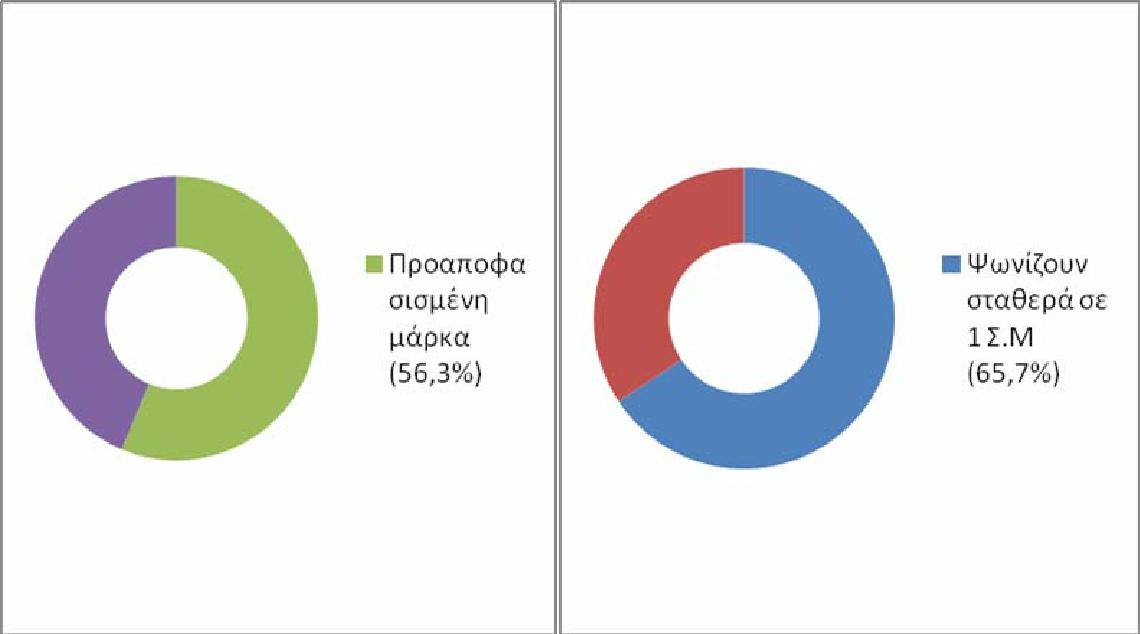 Προαποφα
σισμένη
μάρκα
(56,3%)
Ψωνίζουν
σταθερά σε
1 Σ.Μ
(65,7%)